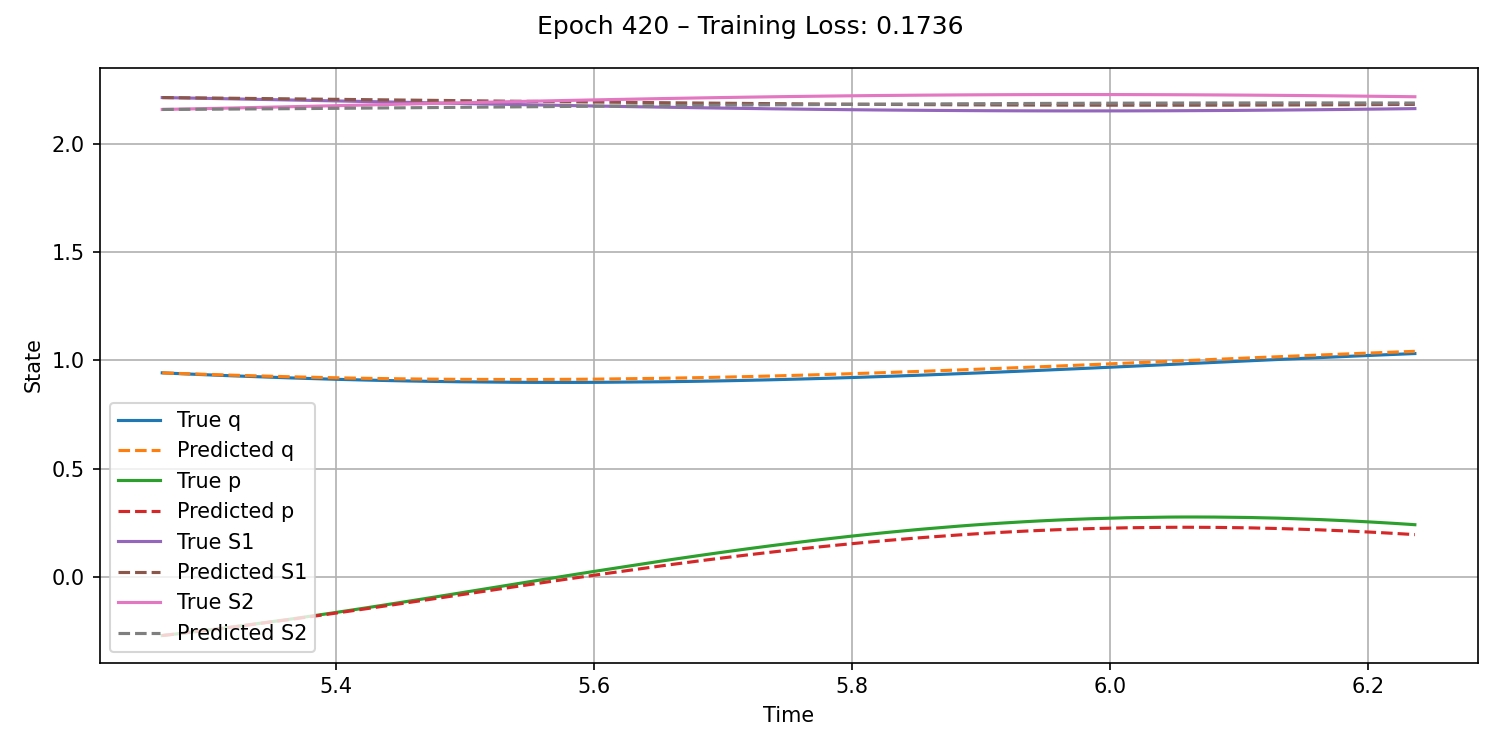 Epoch 420 – Training Loss: 0.1736
State
2.0
1.5
1.0
0.5
0.0
True q
Predicted q
True p
Predicted p
True S1
Predicted S1
True S2
Predicted S2
5.4
5.6
5.8
6.0
6.2
Time